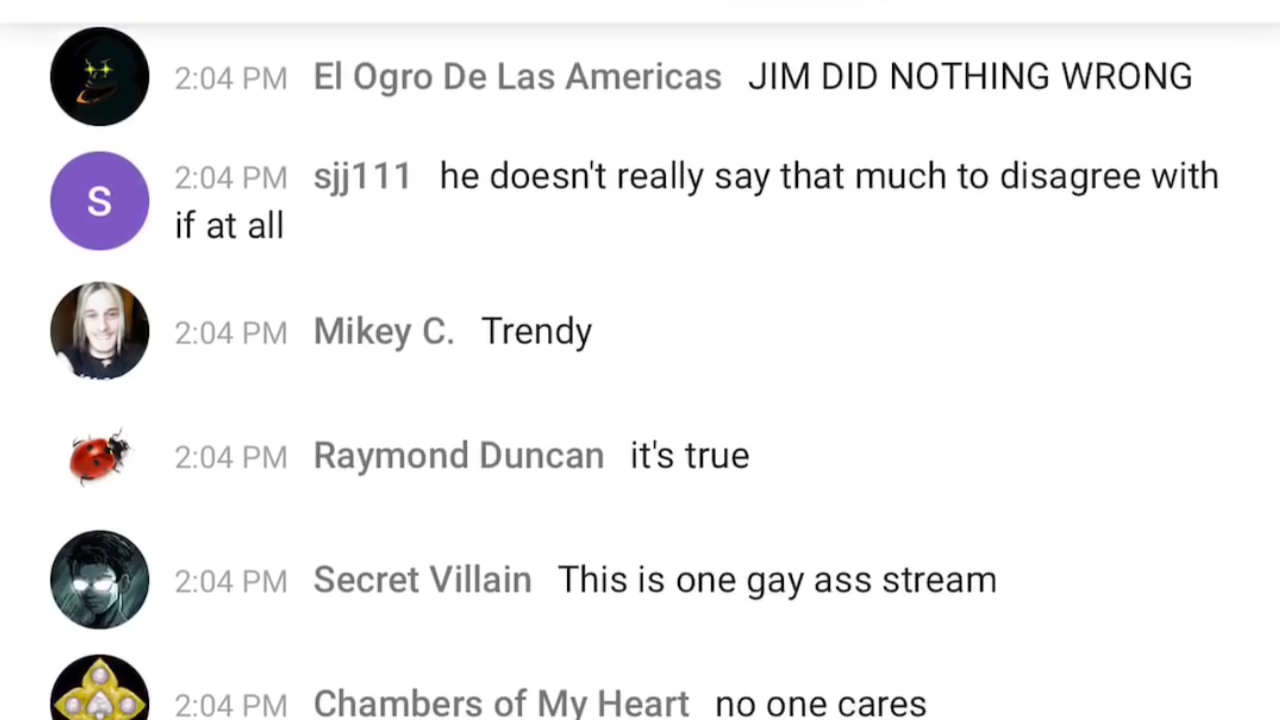 2:04 PM El Ogro De Las Americas JIM DID NOTHING WRONG
S 2:04 PM sjj111 he doesn't really say that much to disagree with
if at all
2:04 PM Mikey C. Trendy
2:04 PM Raymond Duncan it's true
2:04 PM Secret Villain This is one gay ass stream
2:04 PM Chambers of My Heart no one cares